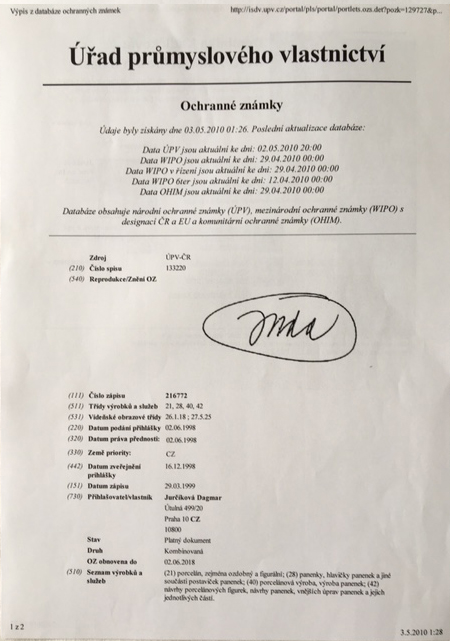 Výpis z databáze ochranných známek
http://isdv.upv.cz/portal/pls/portal/portlets.ozs.det?pozk=129727&p...
Úřad průmyslového vlastnictví
Ochranné známky
Údaje byly získány dne 03.05.2010 01:26. Poslední aktualizace databáze:
Data ÚPV jsou aktuální ke dni: 02.05.2010 20:00
Data WIPO jsou aktuální ke dni: 29.04.2010 00:00
Data WIPO v řízení jsou aktuální ke dni: 29.04.2010 00:00
Data WIPO 6ter jsou aktuální ke dni: 12.04.2010 00:00
Data OHIM jsou aktuální ke dni: 29.04.2010 00:00
Databáze obsahuje národní ochranné známky (ÚPV), mezinárodní ochranné známky (WIPO) s
designací ČR a EU a komunitární ochranné známky (OHIM).
Zdroj ÚPV-ČR
(210) Číslo spisu 133220
(540) Reprodukce/Znění OZ
(111) Číslo zápisu 216772
(511) Třídy výrobků a služeb 21, 28, 40, 42
(531) Vídeňské obrazové třídy 26.1.18 ; 27.5.25
(220) Datum podání přihlášky 02.06.1998
(320) Datum práva přednosti: 02.06.1998
(330) Země priority: CZ
(442) Datum zveřejnění 16.12.1998
přihlášky
(151) Datum zápisu 29.03.1999
(730) Přihlašovatel/vlastník Jurčíková Dagmar
Útulná 499/20
Praha 10 CZ
10800
Stav Platný dokument
Druh Kombinovaná
OZ obnovena do 02.06.2018
(510) Seznam výrobků a (21) porcelán, zejména ozdobný a figurální; (28) panenky, hlavičky panenek a jiné
služeb součásti postaviček panenek; (40) porcelánová výroba, výroba panenek; (42)
návrhy porcelánových figurek, návrhy panenek, vnějších úprav panenek a jejich
jednotlivých částí.
1 z 2
3.5.2010 1:28